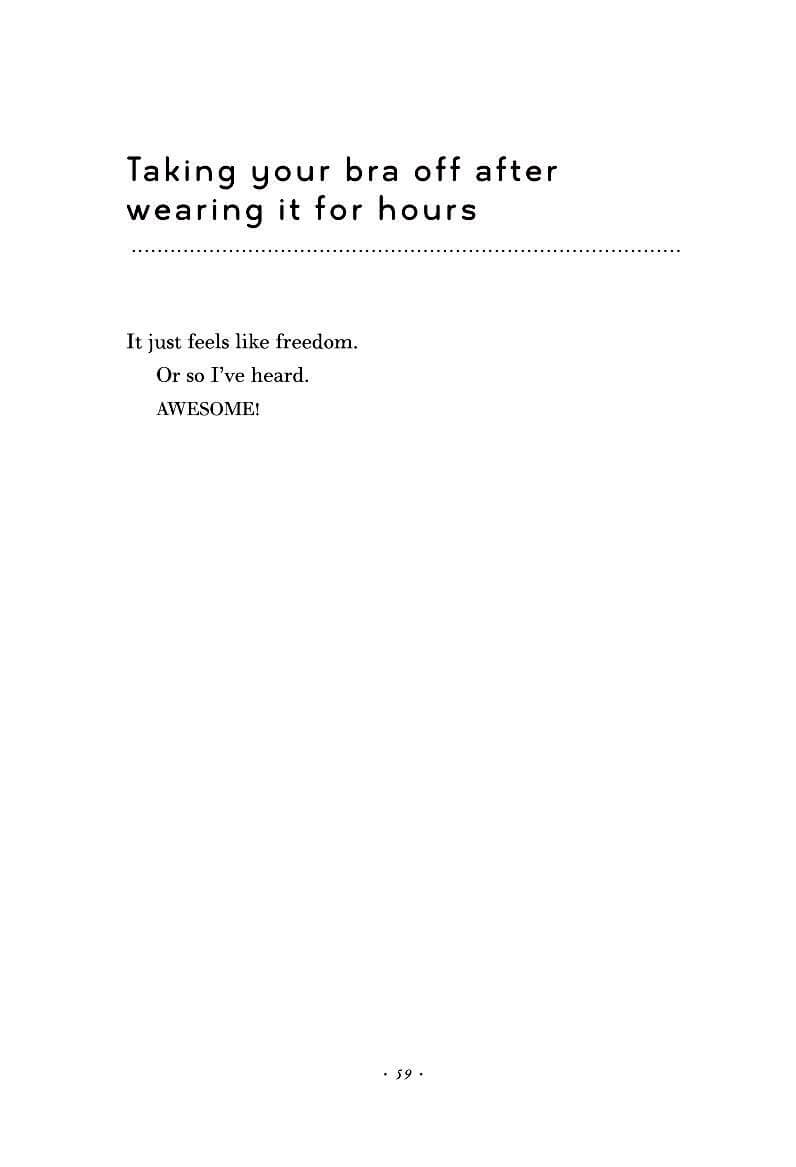 Taking your bra off after
wearing it for hours
It just feels like freedom.
Or so I've heard.
AWESOME!
· 59 ·